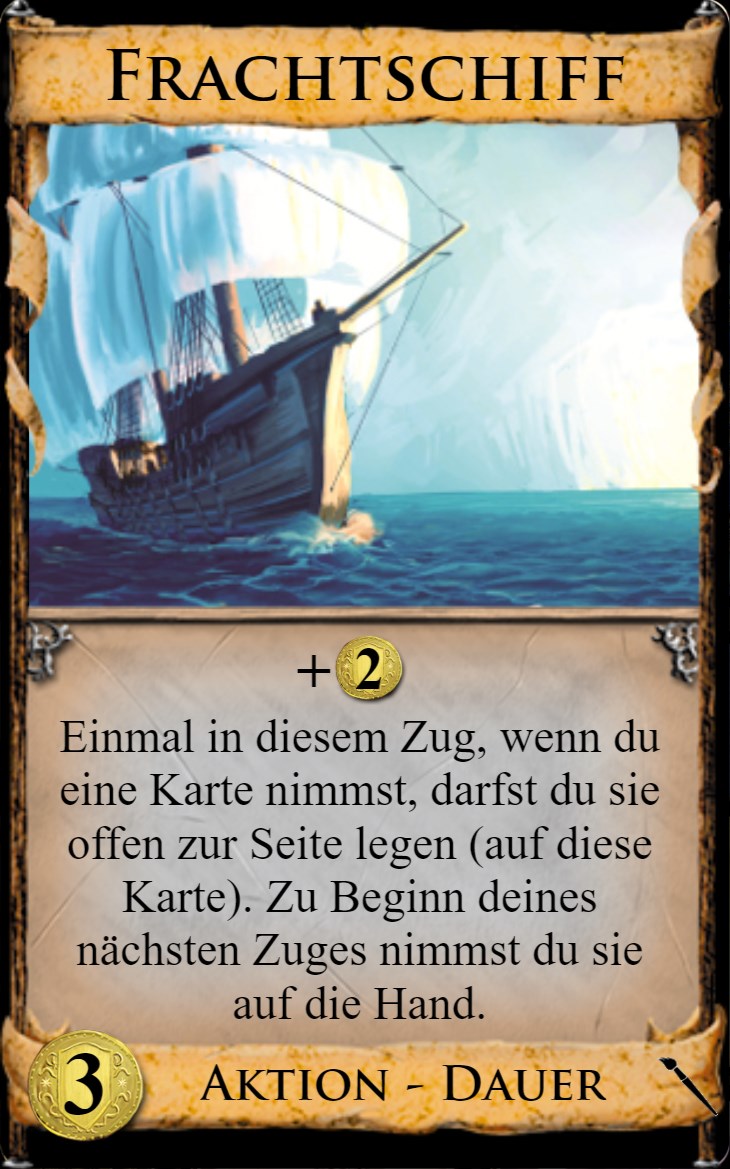 FRACHTSCHIFF
+2
Einmal in diesem Zug, wenn du
eine Karte nimmst, darfst du sie
offen zur Seite legen (auf diese
Karte). Zu Beginn deines
nächsten Zuges nimmst du sie
auf die Hand.
3
AKTION - DAUER